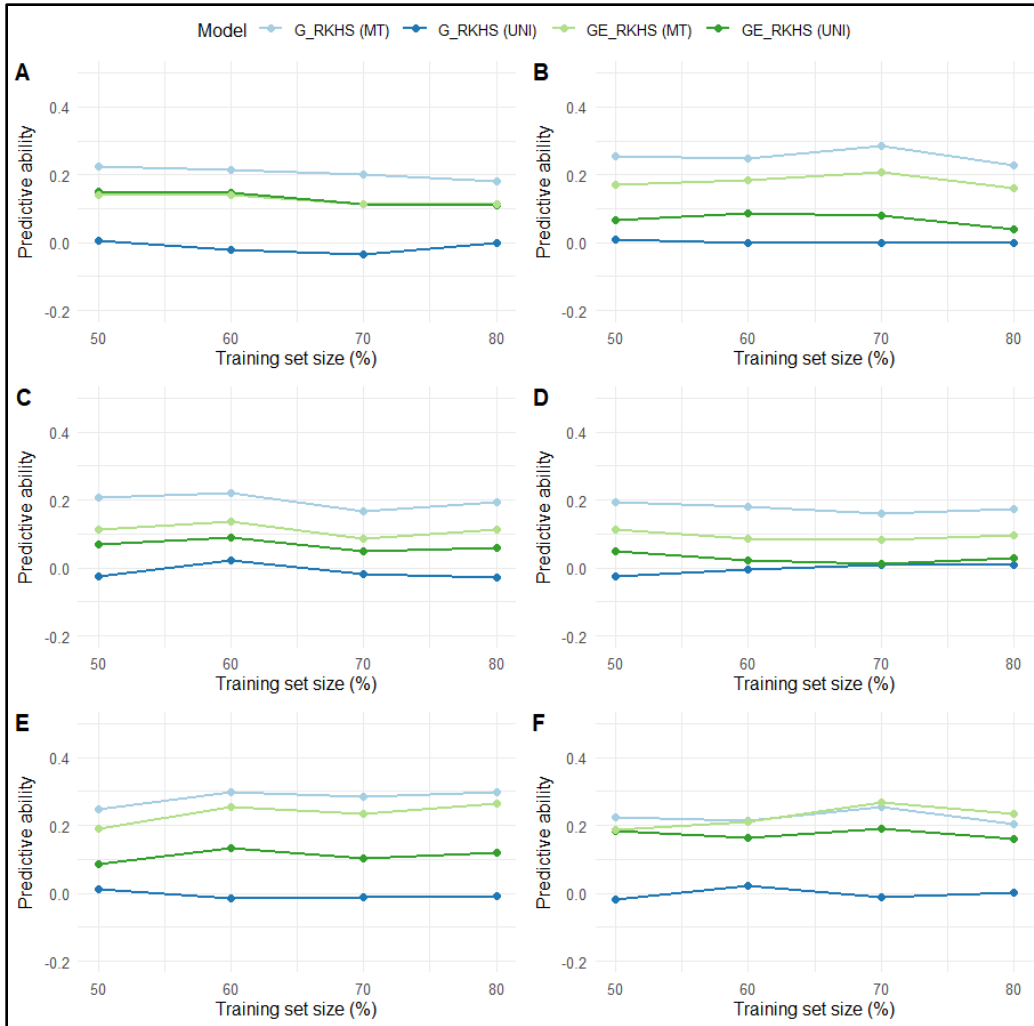 Model G_RKHS (MT) G_RKHS (UNI) GE_RKHS (MT) GE_RKHS (UNI)
A
Predictive ability
0.4
0.2
0.0
-0.2
50 60 70 80
Training set size (%)
B
Predictive ability
0.4
0.2
0.0
-0.2
50 60 70 80
Training set size (%)
C
Predictive ability
0.4
0.2
0.0
-0.2
50 60 70 80
Training set size (%)
D
Predictive ability
0.4
0.2
0.0
-0.2
50 60 70 80
Training set size (%)
E
Predictive ability
0.4
0.2
0.0
-0.2
50 60 70 80
Training set size (%)
F
Predictive ability
0.4
0.2
0.0
-0.2
50 60 70 80
Training set size (%)